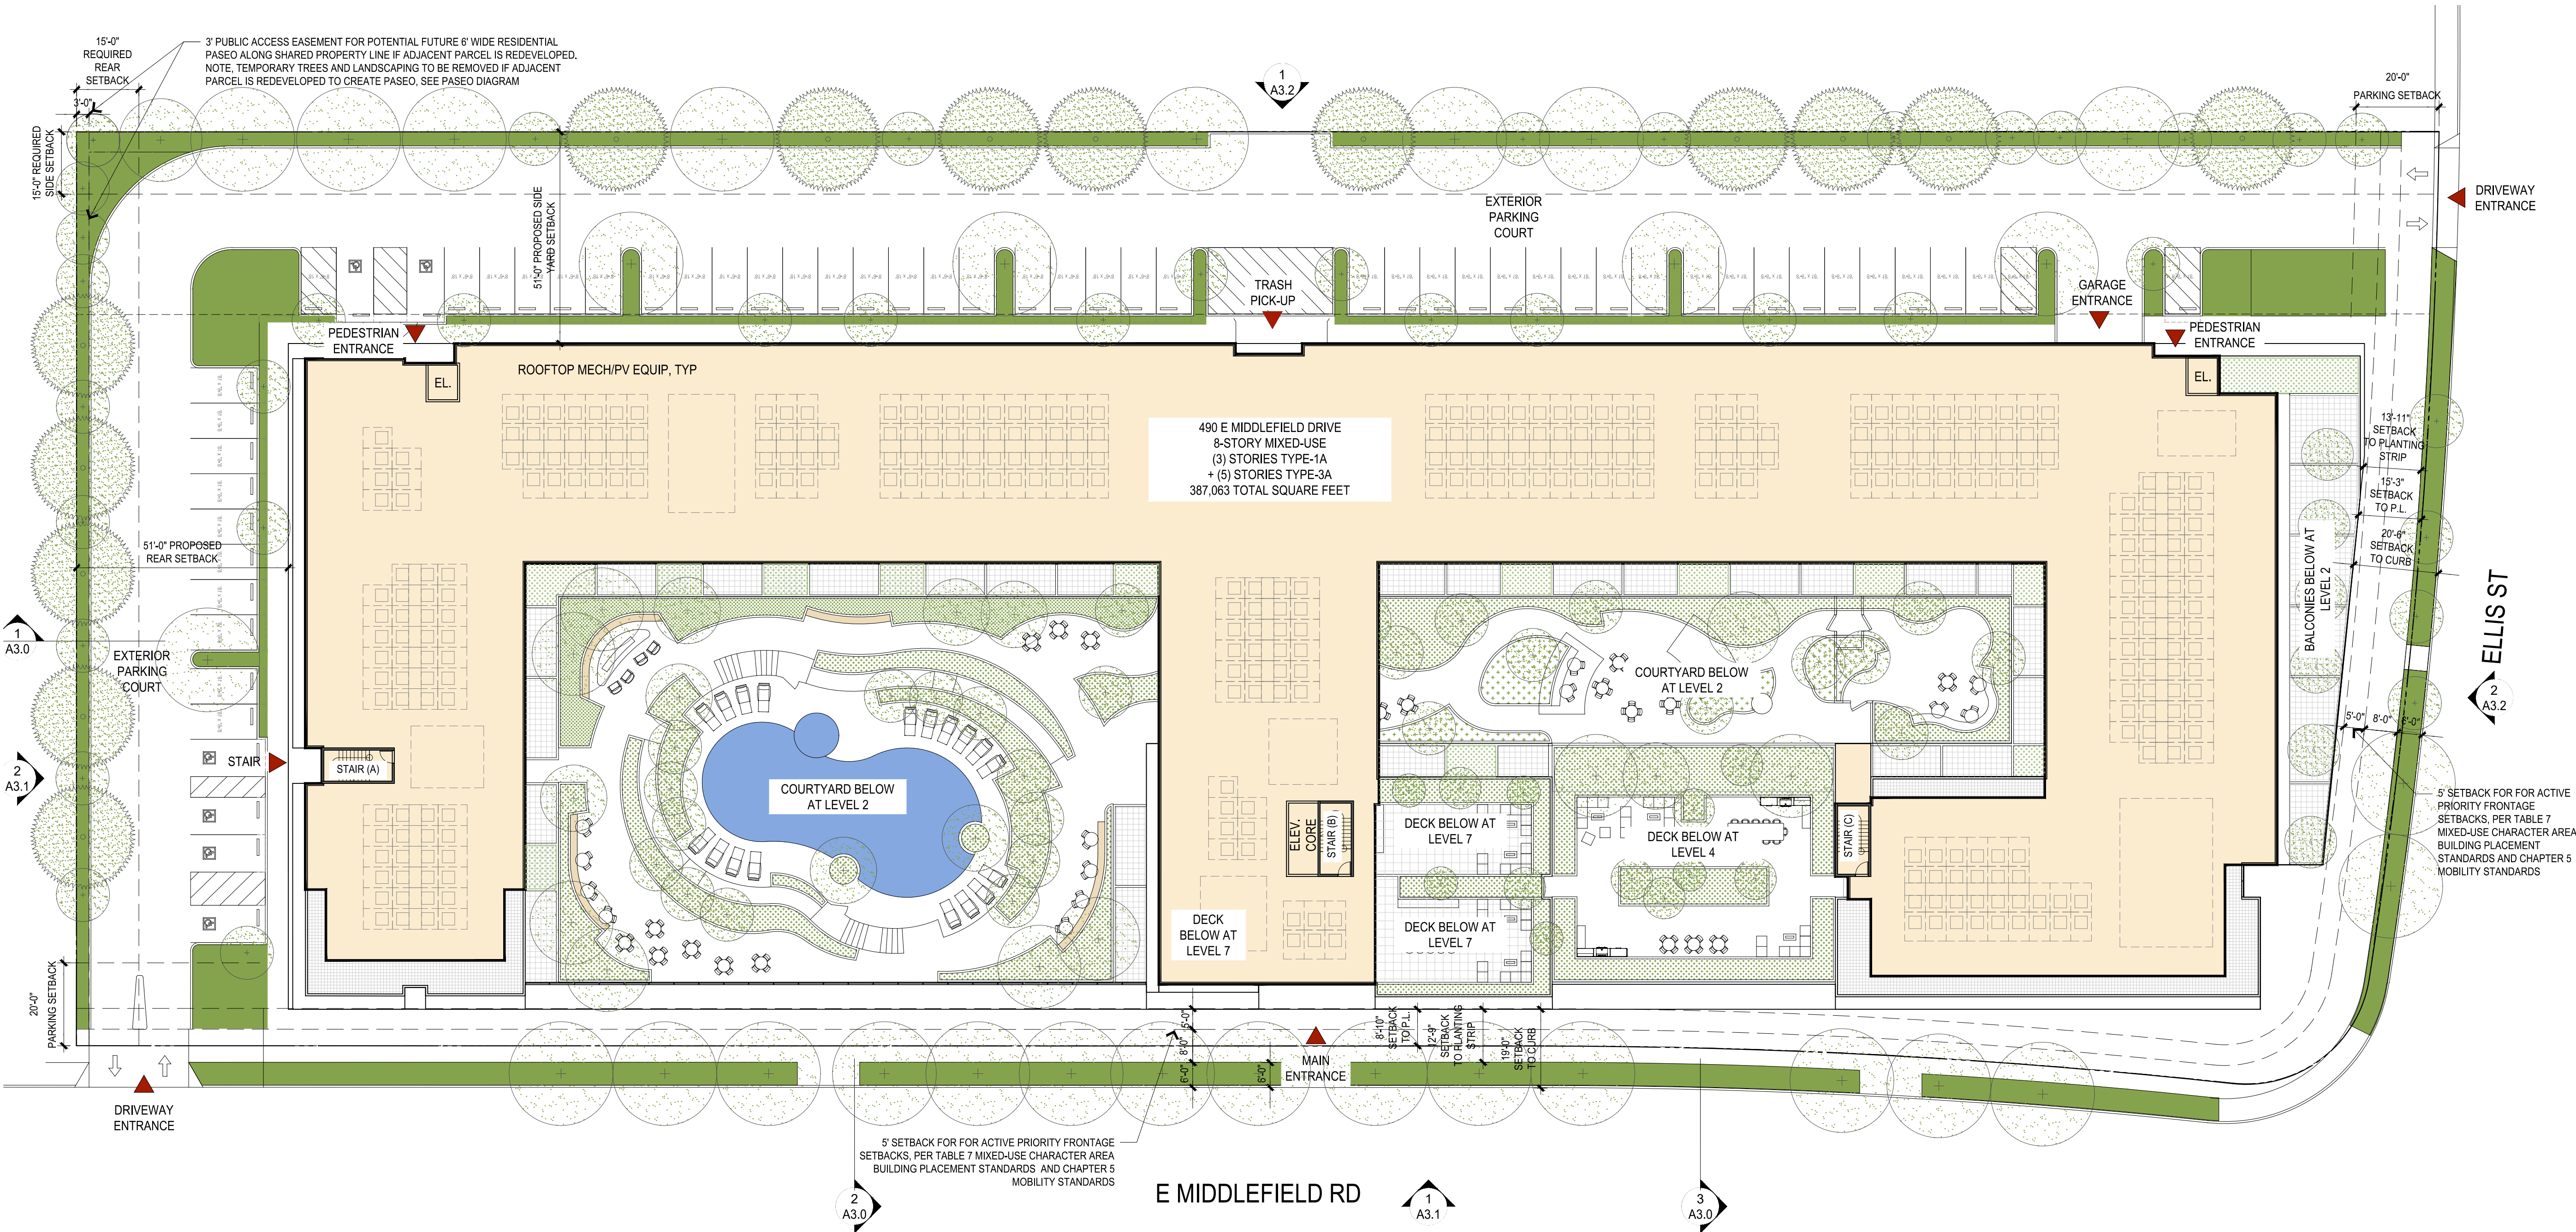 15'-0"
REQUIRED
REAR
SETBACK
3'-0"
3' PUBLIC ACCESS EASEMENT FOR POTENTIAL FUTURE 6' WIDE RESIDENTIAL
PASEO ALONG SHARED PROPERTY LINE IF ADJACENT PARCEL IS REDEVELOPED.
NOTE, TEMPORARY TREES AND LANDSCAPING TO BE REMOVED IF ADJACENT
PARCEL IS REDEVELOPED TO CREATE PASEO, SEE PASEO DIAGRAM
1
A3.2
20'-0"
PARKING SETBACK
15'-0" REQUIRED
SIDE SETBACK
51'-0" PROPOSED SIDE
YARD SETBACK
EXTERIOR
PARKING
COURT
DRIVEWAY
ENTRANCE
TRASH
PICK-UP
GARAGE
ENTRANCE
PEDESTRIAN
ENTRANCE
PEDESTRIAN
ENTRANCE
EL.
ROOFTOP MECH/PV EQUIP, TYP
EL.
490 E MIDDLEFIELD DRIVE
8-STORY MIXED-USE
(3) STORIES TYPE-1A
+ (5) STORIES TYPE-3A
387,063 TOTAL SQUARE FEET
13'-11"
SETBACK
TO PLANTING
STRIP
15'-3"
SETBACK
TO P.L.
20'-6"
SETBACK
TO CURB
51'-0" PROPOSED
REAR SETBACK
BALCONIES BELOW AT
LEVEL 2
ELLIS ST
1
A3.0
EXTERIOR
PARKING
COURT
COURTYARD BELOW
AT LEVEL 2
2
A3.2
5'-0"
8'-0"
6'-0"
STAIR
STAIR (A)
2
A3.1
COURTYARD BELOW
AT LEVEL 2
ELEV.
CORE
STAIR (B)
DECK BELOW AT
LEVEL 7
DECK BELOW AT
LEVEL 4
STAIR (C)
5' SETBACK FOR FOR ACTIVE
PRIORITY FRONTAGE
SETBACKS, PER TABLE 7
MIXED-USE CHARACTER AREA
BUILDING PLACEMENT
STANDARDS AND CHAPTER 5
MOBILITY STANDARDS
DECK
BELOW AT
LEVEL 7
DECK BELOW AT
LEVEL 7
20'-0"
PARKING SETBACK
5'-0"
8'-0"
6'-0"
6'-0"
MAIN
ENTRANCE
8'-10"
SETBACK
TO P.L.
12'-9"
SETBACK
TO PLANTING
STRIP
19'-0"
SETBACK
TO CURB
DRIVEWAY
ENTRANCE
5' SETBACK FOR FOR ACTIVE PRIORITY FRONTAGE
SETBACKS, PER TABLE 7 MIXED-USE CHARACTER AREA
BUILDING PLACEMENT STANDARDS AND CHAPTER 5
MOBILITY STANDARDS
2
A3.0
E MIDDLEFIELD RD
1
A3.1
3
A3.0